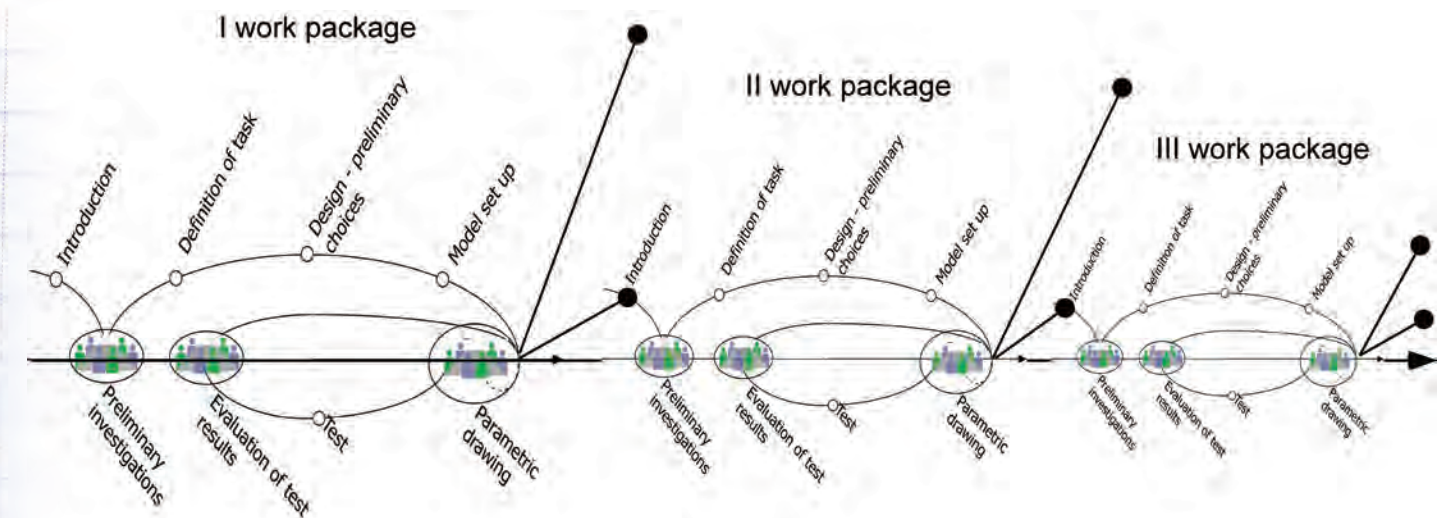 I work package
Introduction
Definition of task
Design - preliminary
choices
Model set up
Preliminary
investigations
Evaluation of test
results
Test
Parametric
drawing
II work package
Introduction
Definition of task
Design - preliminary
choices
Model set up
Preliminary
investigations
Evaluation of test
results
Test
Parametric
drawing
III work package
Introduction
Definition of task
Design - preliminary
choices
Model set up
Preliminary
investigations
Evaluation of test
results
Test
Parametric
drawing